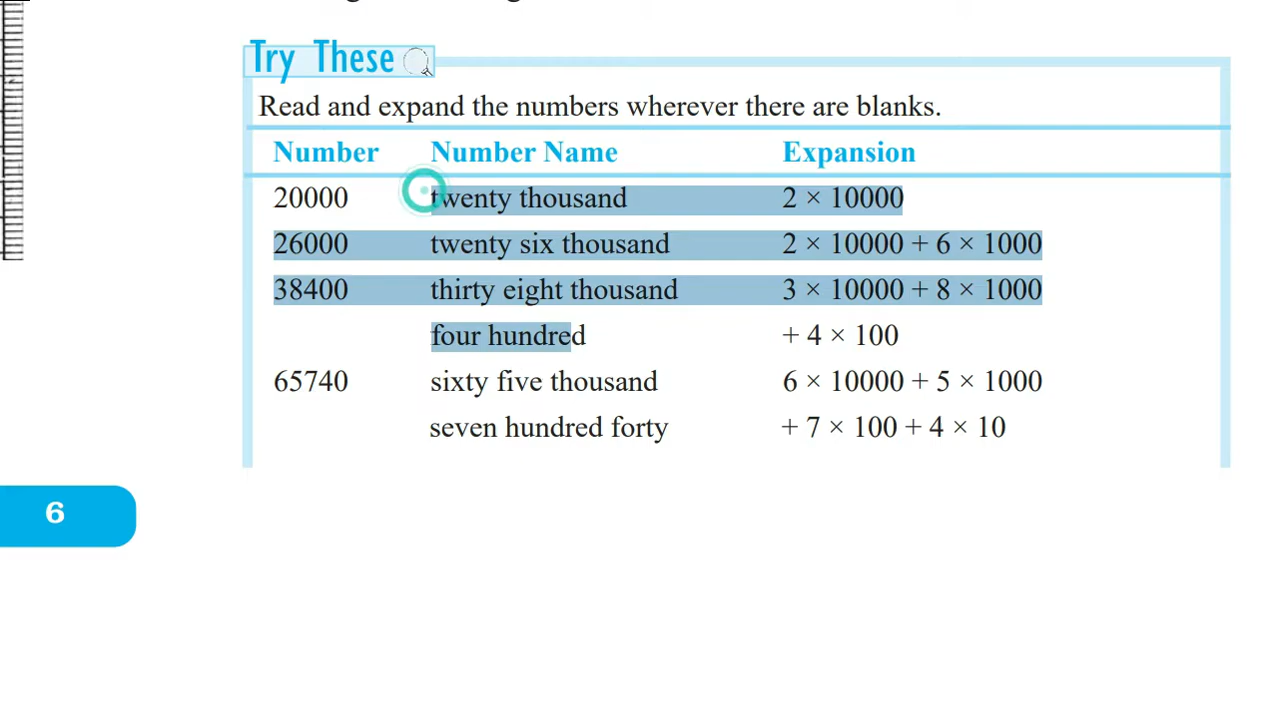 Try These
Read and expand the numbers wherever there are blanks.
Number Number Name Expansion
20000 twenty thousand 2 × 10000
26000 twenty six thousand 2 × 10000 + 6 × 1000
38400 thirty eight thousand 3 × 10000 + 8 × 1000
four hundred + 4 × 100
65740 sixty five thousand 6 × 10000 + 5 × 1000
seven hundred forty + 7 × 100 + 4 × 10
6